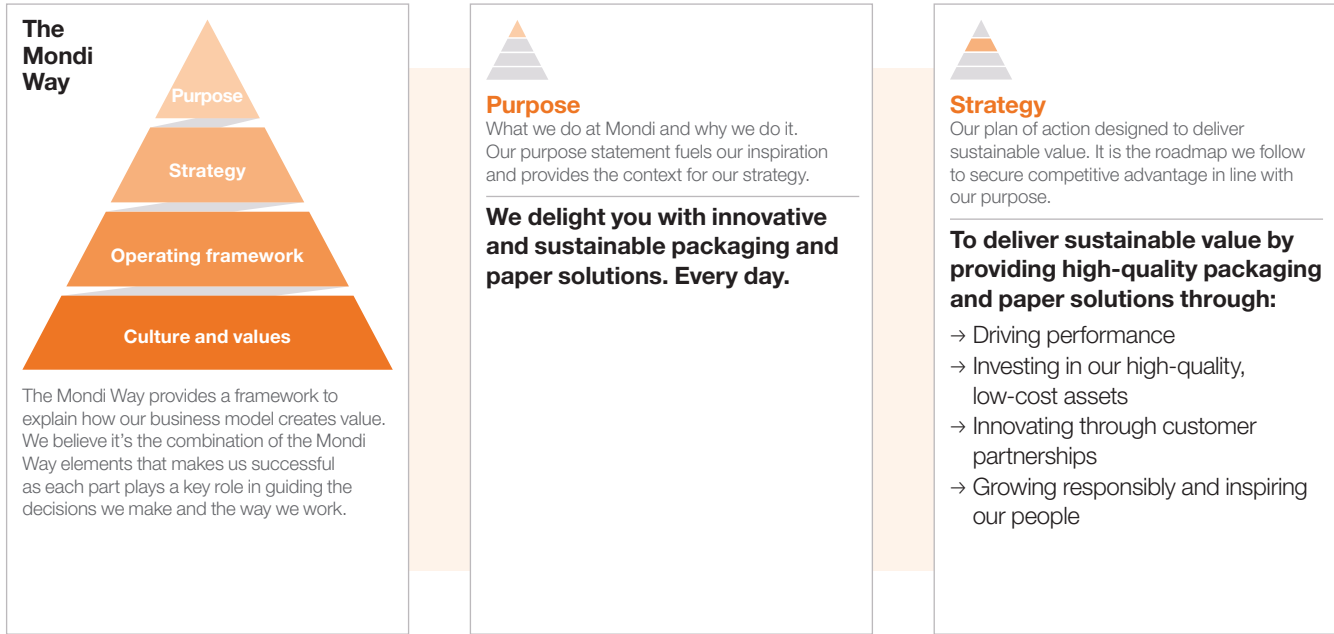 The
Mondi
Way
Purpose
Strategy
Operating framework
Culture and values
The Mondi Way provides a framework to
explain how our business model creates value.
We believe it’s the combination of the Mondi
Way elements that makes us successful
as each part plays a key role in guiding the
decisions we make and the way we work.
Purpose
What we do at Mondi and why we do it.
Our purpose statement fuels our inspiration
and provides the context for our strategy.
We delight you with innovative
and sustainable packaging and
paper solutions. Every day.
Strategy
Our plan of action designed to deliver
sustainable value. It is the roadmap we follow
to secure competitive advantage in line with
our purpose.
To deliver sustainable value by
providing high-quality packaging
and paper solutions through:
→ Driving performance
→ Investing in our high-quality,
low-cost assets
→ Innovating through customer
partnerships
→ Growing responsibly and inspiring
our people